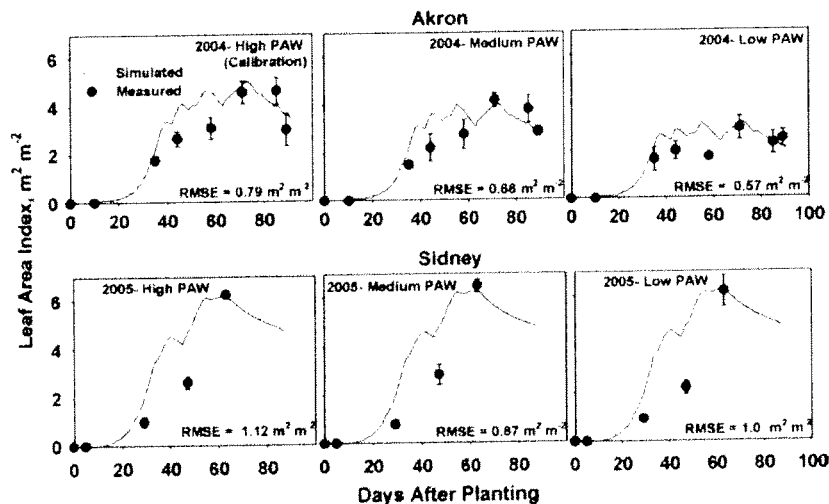 Akron
2004- High PAW
(Calibration)
Simulated
Measured
RMSE = 0.79 m² m⁻²
2004- Medium PAW
RMSE = 0.68 m² m⁻²
2004- Low PAW
RMSE = 0.57 m² m⁻²
6
4
2
0
0 20 40 60 80
0 20 40 60 80
0 20 40 60 80 100
Leaf Area Index, m² m⁻²
Sidney
2005- High PAW
RMSE = 1.12 m² m⁻²
2005- Medium PAW
RMSE = 0.87 m² m⁻²
2005- Low PAW
RMSE = 1.0 m² m⁻²
6
4
2
0
0 20 40 60 80
0 20 40 60 80
0 20 40 60 80 100
Days After Planting